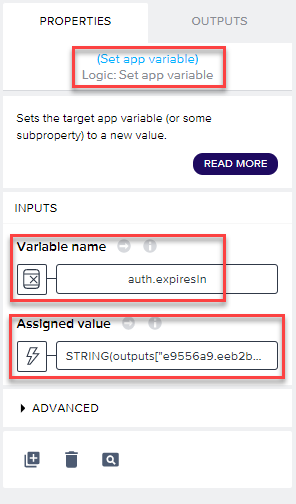 PROPERTIES
OUTPUTS
(Set app variable)
Logic: Set app variable
Sets the target app variable (or some
subproperty) to a new value.
READ MORE
INPUTS
Variable name
auth.expiresIn
Assigned value
STRING(outputs["e9556a9.eeb2b...
ADVANCED